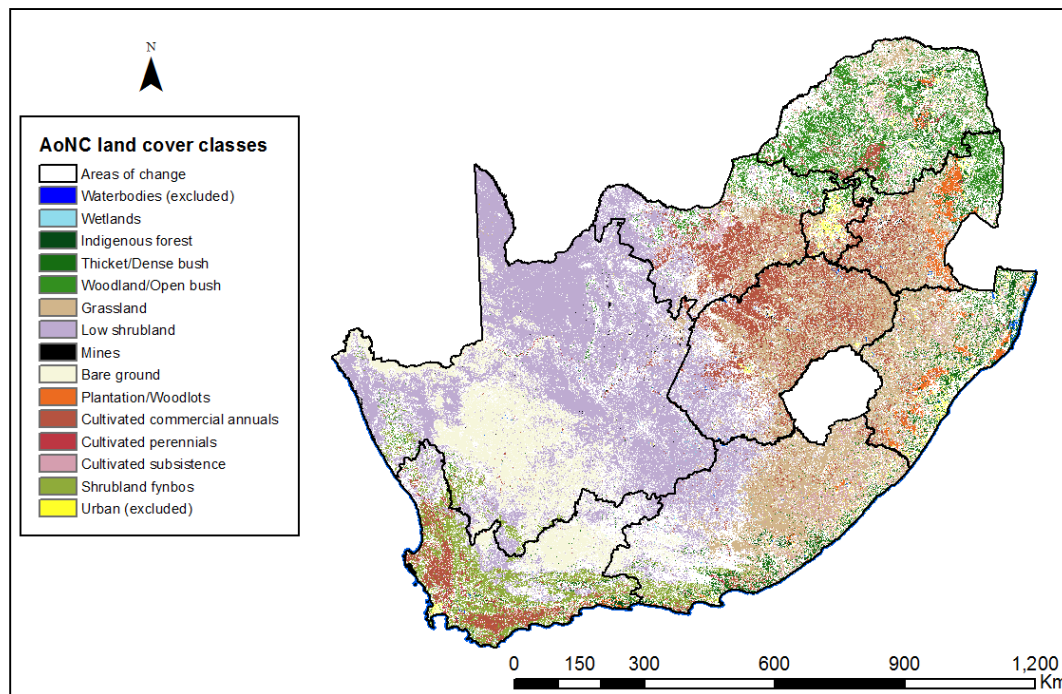 N
AoNC land cover classes
Areas of change
Waterbodies (excluded)
Wetlands
Indigenous forest
Thicket/Dense bush
Woodland/Open bush
Grassland
Low shrubland
Mines
Bare ground
Plantation/Woodlots
Cultivated commercial annuals
Cultivated perennials
Cultivated subsistence
Shrubland fynbos
Urban (excluded)
0 150 300 600 900 1,200
Km